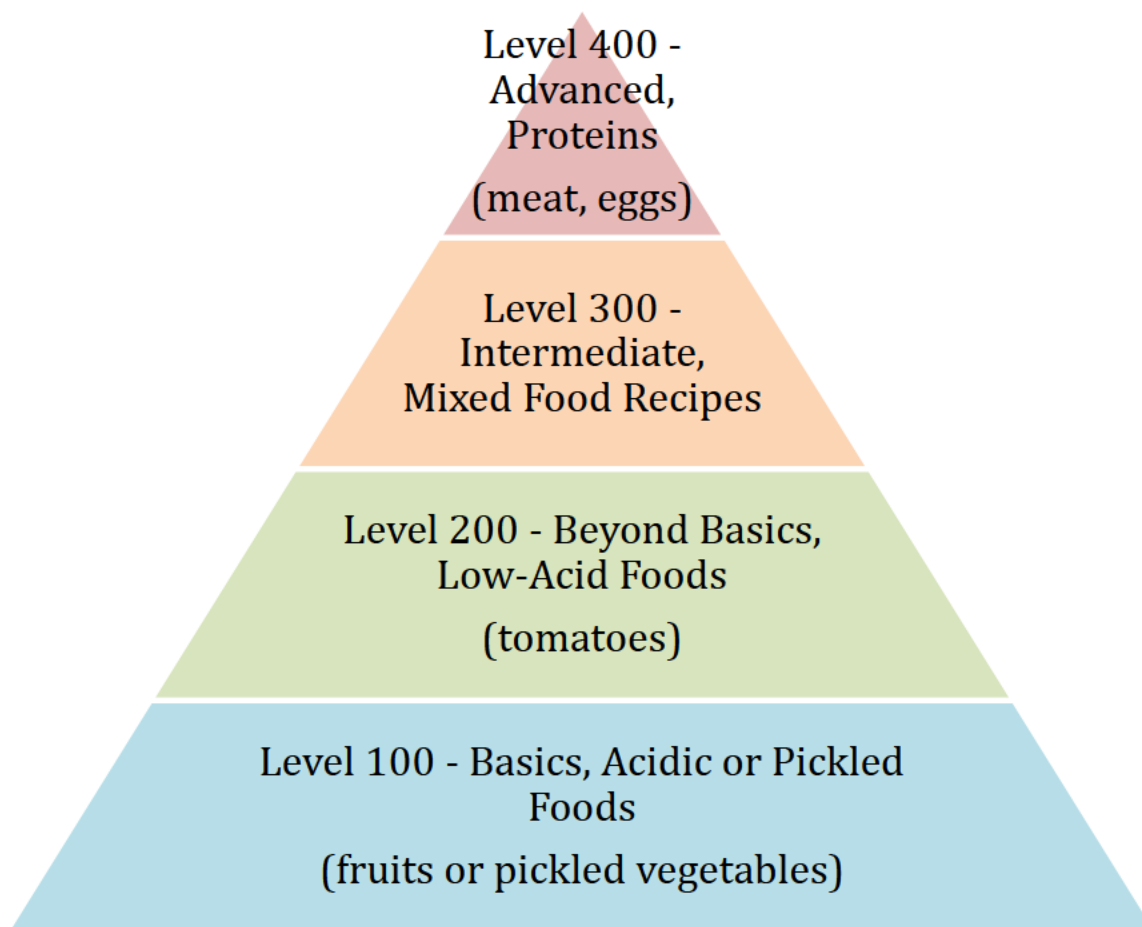 Level 400 -
Advanced,
Proteins
(meat, eggs)
Level 300 -
Intermediate,
Mixed Food Recipes
Level 200 - Beyond Basics,
Low-Acid Foods
(tomatoes)
Level 100 - Basics, Acidic or Pickled
Foods
(fruits or pickled vegetables)